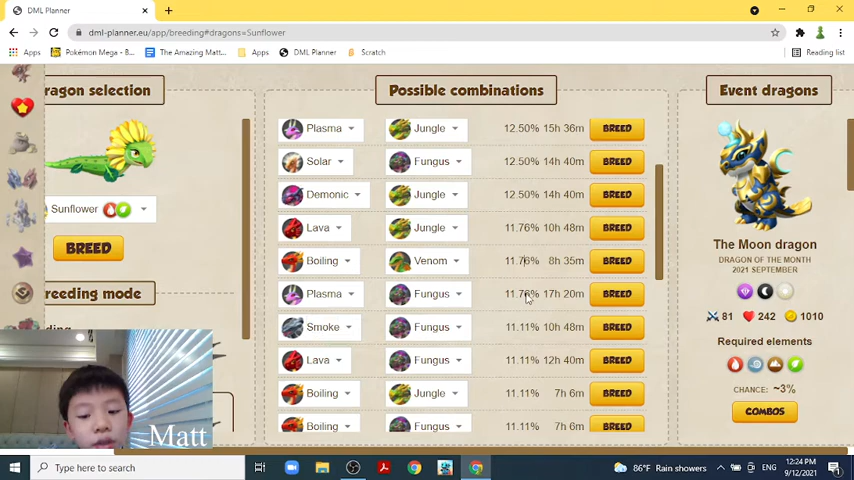 DML Planner
dml-planner.eu/app/breeding#dragons=Sunflower
Apps Pokémon Mega - B... The Amazing Matt... Apps DML Planner Scratch Reading list
ragon selection
Sunflower
BREED
reeding mode
Matt
Possible combinations
Plasma Jungle 12.50% 15h 36m BREED
Solar Fungus 12.50% 14h 40m BREED
Demonic Jungle 12.50% 14h 40m BREED
Lava Jungle 11.76% 10h 48m BREED
Boiling Venom 11.76% 8h 35m BREED
Plasma Fungus 11.76% 17h 20m BREED
Smoke Fungus 11.11% 10h 48m BREED
Lava Fungus 11.11% 12h 40m BREED
Boiling Jungle 11.11% 7h 6m BREED
Boiling Fungus 11.11% 7h 6m BREED
Event dragons
The Moon dragon
DRAGON OF THE MONTH
2021 SEPTEMBER
81 242 1010
Required elements
CHANCE: ~3%
COMBOS
Type here to search
86°F Rain showers ENG 12:24 PM
9/12/2021